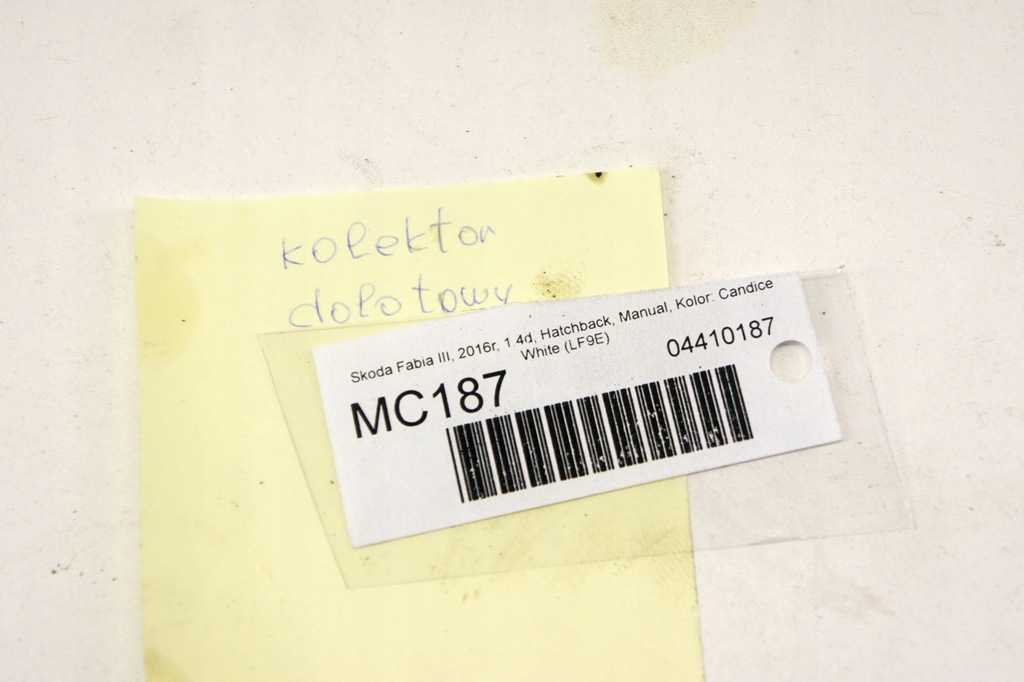 kolektor
dolotowy
Skoda Fabia III, 2016r, 1.4d, Hatchback, Manual, Kolor: Candice
White (LF9E)
04410187
MC187